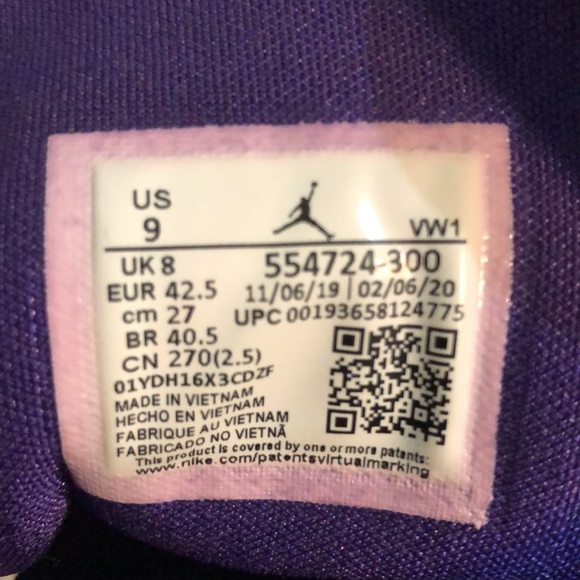 US
9
VW1
UK 8
554724-300
EUR 42.5
11/06/19 | 02/06/20
cm 27
UPC 00193658124775
BR 40.5
CN 270(2.5)
01YDH16X3CDZF
MADE IN VIETNAM
HECHO EN VIETNAM
FABRIQUE AU VIETNAM
FABRICADO NO VIETNÃ
This product is covered by one or more patents:
www.nike.com/patentsvirtualmarking